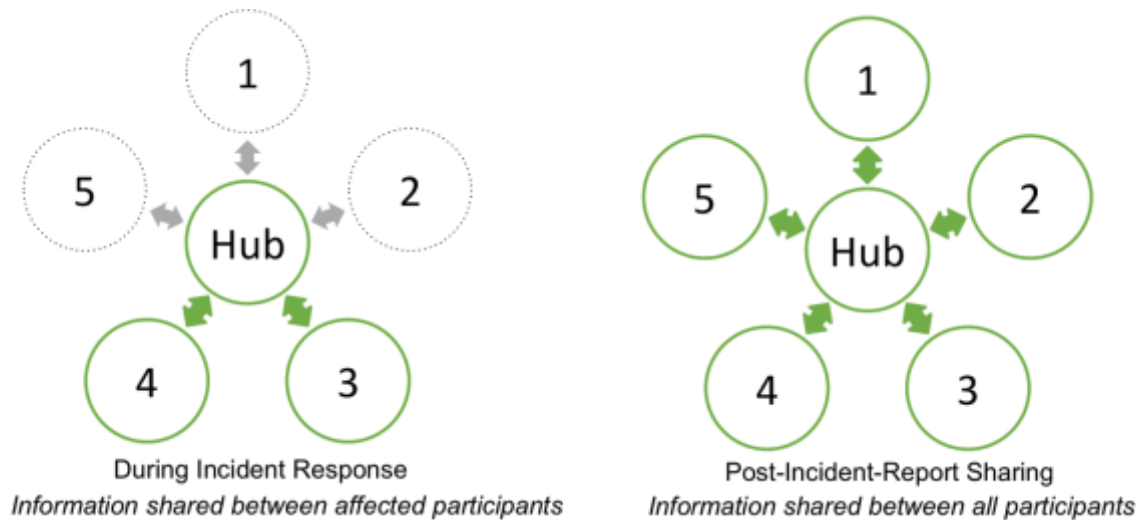 1
5
2
Hub
4
3
During Incident Response
Information shared between affected participants
1
5
2
Hub
4
3
Post-Incident-Report Sharing
Information shared between all participants